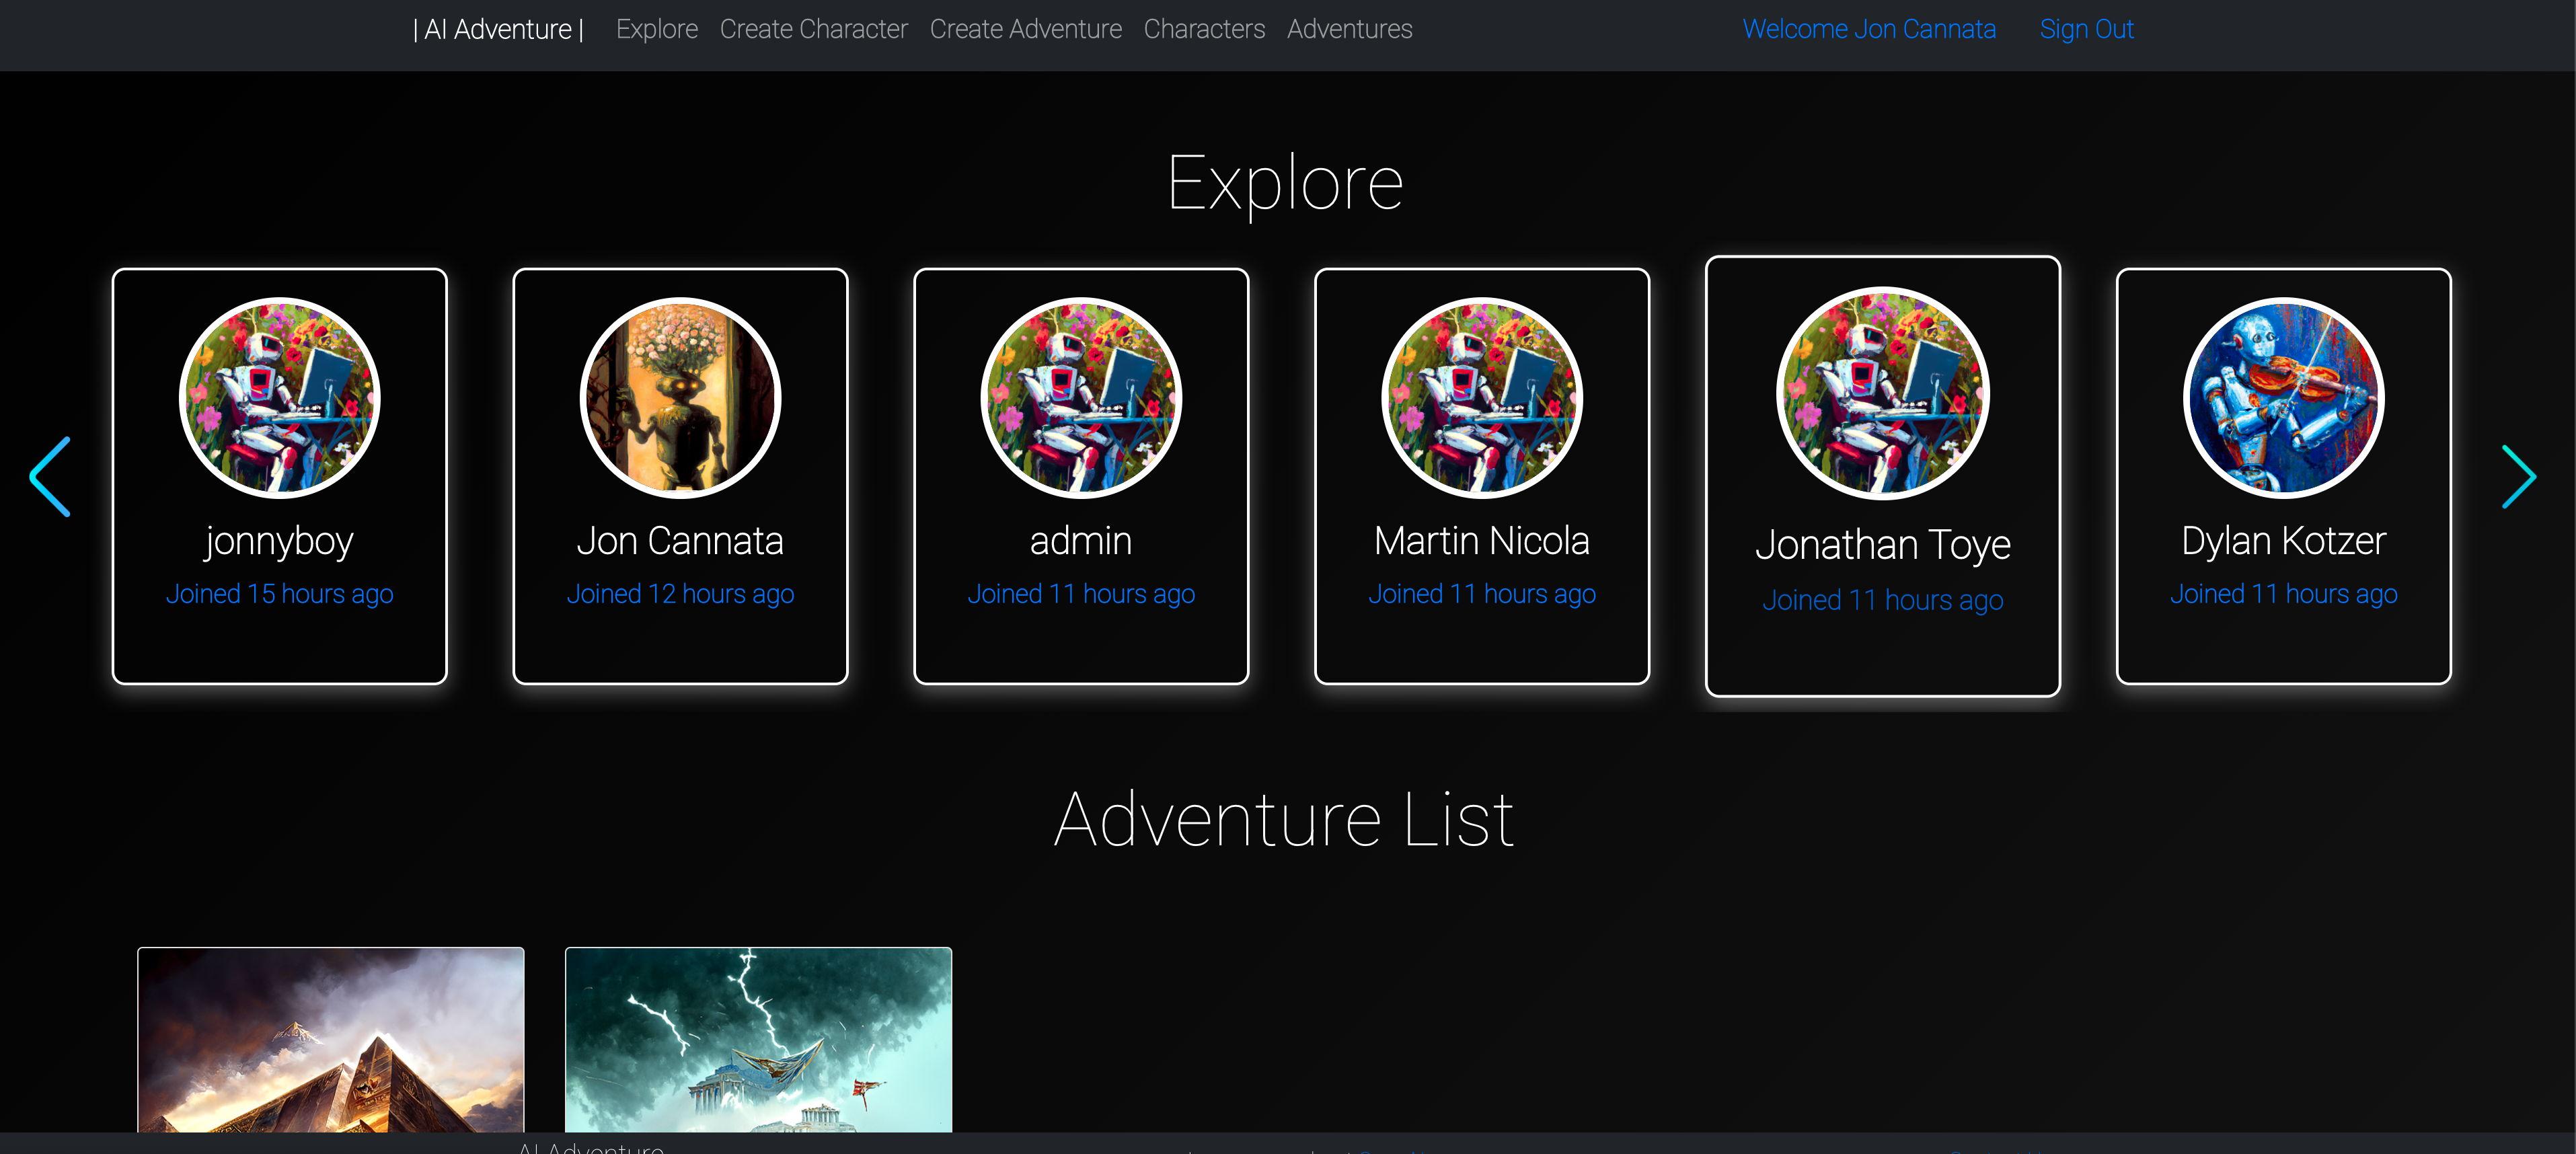 | AI Adventure | Explore Create Character Create Adventure Characters Adventures Welcome Jon Cannata Sign Out
Explore
jonnyboy
Joined 15 hours ago
Jon Cannata
Joined 12 hours ago
admin
Joined 11 hours ago
Martin Nicola
Joined 11 hours ago
Jonathan Toye
Joined 11 hours ago
Dylan Kotzer
Joined 11 hours ago
Adventure List
AI Adventure